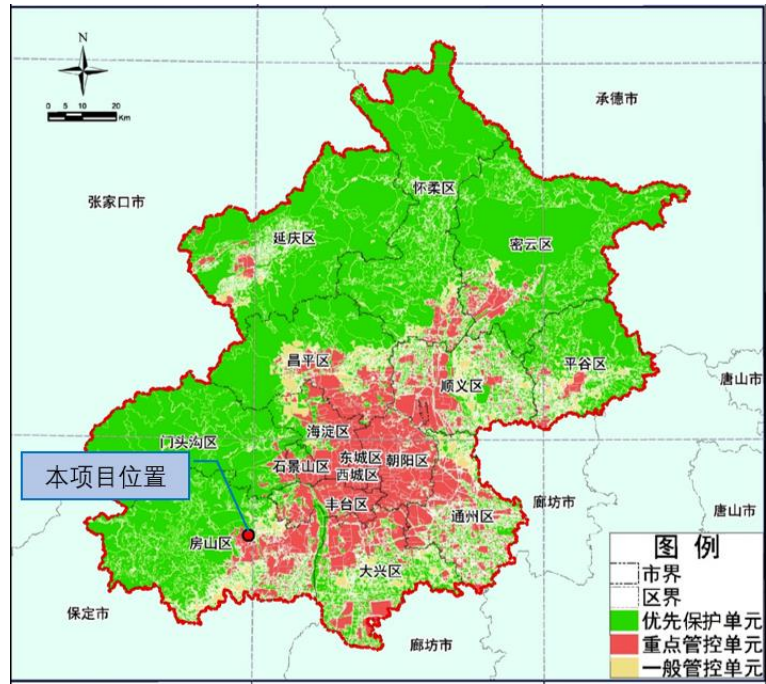 N
0 5 10 20
Km
承德市
张家口市
怀柔区
延庆区
密云区
昌平区
平谷区
顺义区
唐山市
海淀区
门头沟区
石景山区
东城区
朝阳区
西城区
本项目位置
丰台区
通州区
廊坊市
唐山市
房山区
大兴区
保定市
廊坊市
图 例
市界
区界
优先保护单元
重点管控单元
一般管控单元